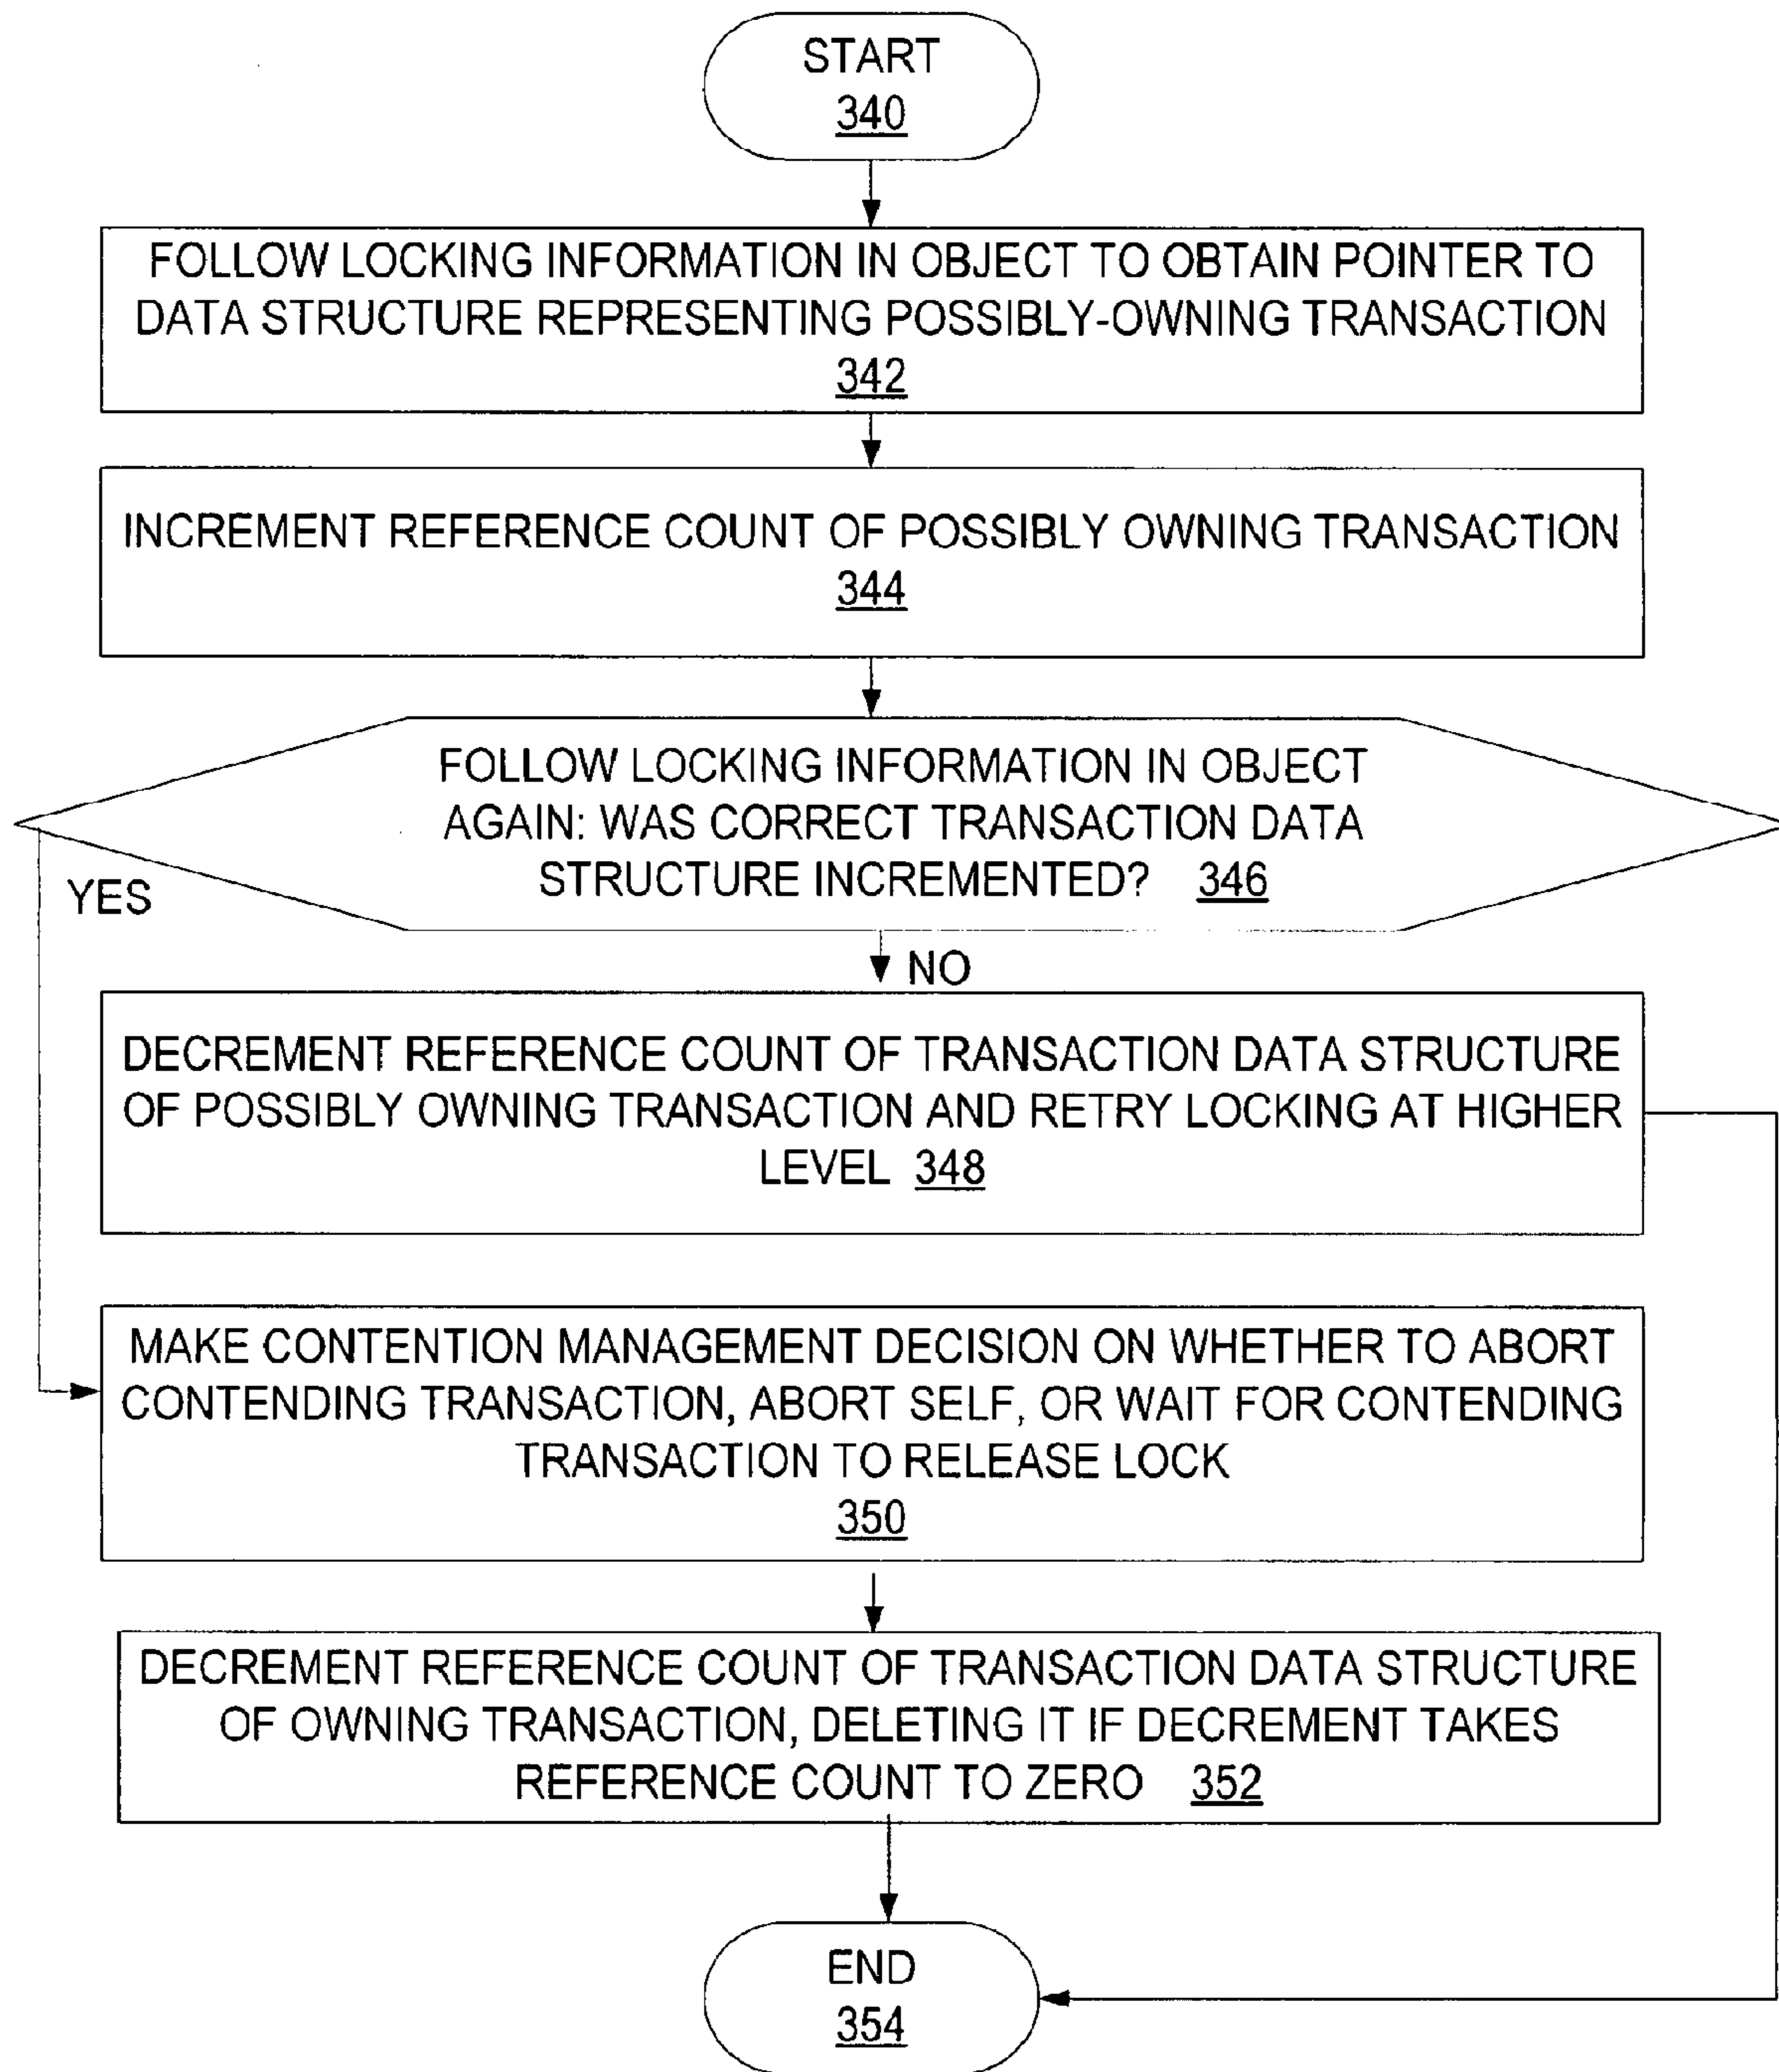 START
340
FOLLOW LOCKING INFORMATION IN OBJECT TO OBTAIN POINTER TO
DATA STRUCTURE REPRESENTING POSSIBLY-OWNING TRANSACTION
342
INCREMENT REFERENCE COUNT OF POSSIBLY OWNING TRANSACTION
344
FOLLOW LOCKING INFORMATION IN OBJECT
AGAIN: WAS CORRECT TRANSACTION DATA
STRUCTURE INCREMENTED? 346
YES
NO
DECREMENT REFERENCE COUNT OF TRANSACTION DATA STRUCTURE
OF POSSIBLY OWNING TRANSACTION AND RETRY LOCKING AT HIGHER
LEVEL 348
MAKE CONTENTION MANAGEMENT DECISION ON WHETHER TO ABORT
CONTENDING TRANSACTION, ABORT SELF, OR WAIT FOR CONTENDING
TRANSACTION TO RELEASE LOCK
350
DECREMENT REFERENCE COUNT OF TRANSACTION DATA STRUCTURE
OF OWNING TRANSACTION, DELETING IT IF DECREMENT TAKES
REFERENCE COUNT TO ZERO 352
END
354